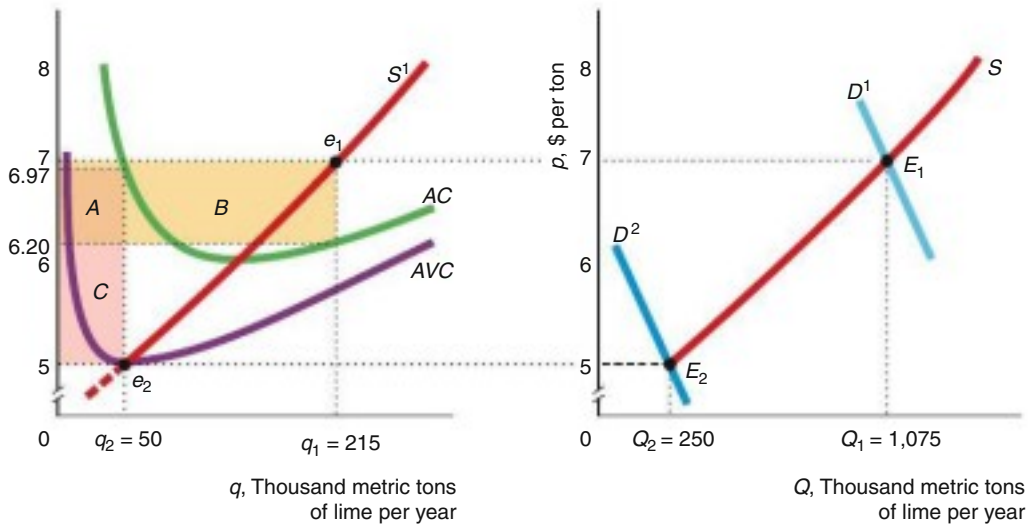 8
7
6.97
6.20
6
5
0
A
B
C
S¹
e₁
AC
AVC
e₂
q₂ = 50
q₁ = 215
q, Thousand metric tons
of lime per year
p, $ per ton
8
7
6
5
0
D¹
S
E₁
D²
E₂
Q₂ = 250
Q₁ = 1,075
Q, Thousand metric tons
of lime per year